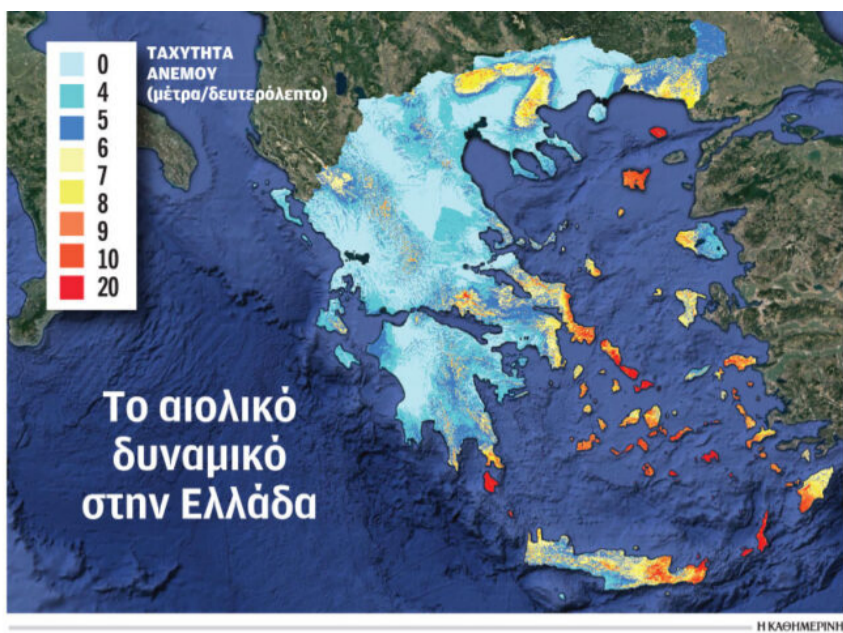 ΤΑΧΥΤΗΤΑ
ΑΝΕΜΟΥ
(μέτρα/δευτερόλεπτο)
0
4
5
6
7
8
9
10
20
Το αιολικό
δυναμικό
στην Ελλάδα
Η ΚΑΘΗΜΕΡΙΝΗ